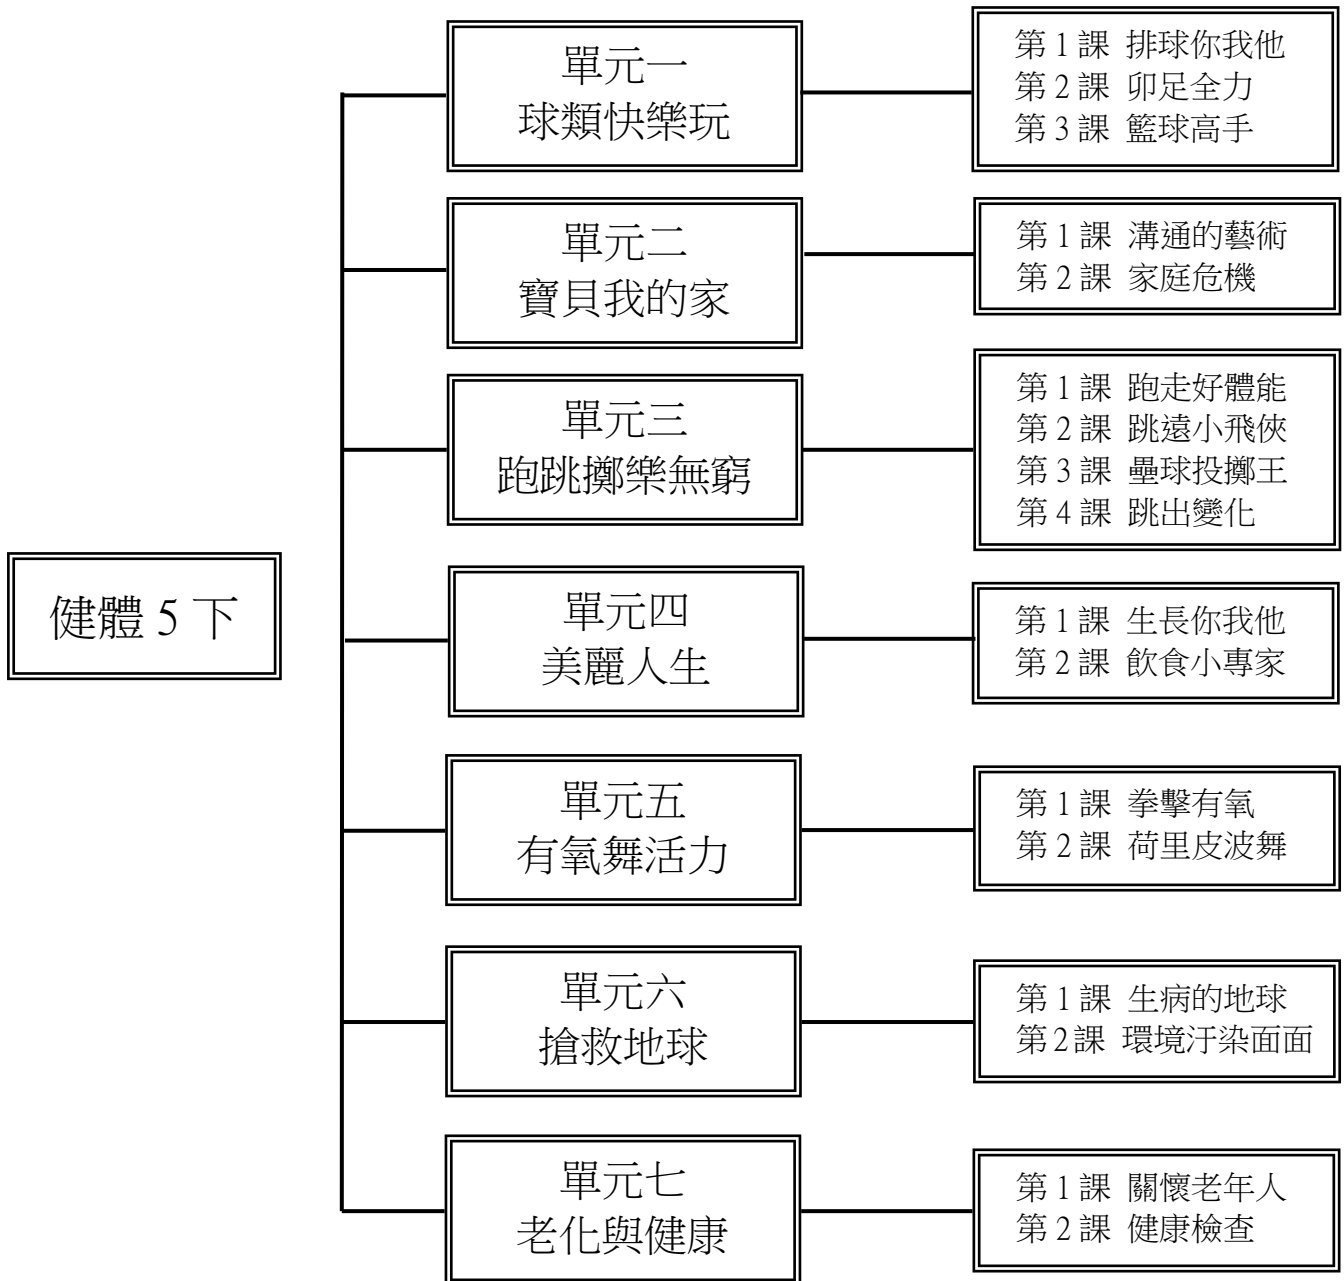 健體 5 下
單元一
球類快樂玩
第 1 課 排球你我他
第 2 課 卯足全力
第 3 課 籃球高手
單元二
寶貝我的家
第 1 課 溝通的藝術
第 2 課 家庭危機
單元三
跑跳擲樂無窮
第 1 課 跑走好體能
第 2 課 跳遠小飛俠
第 3 課 壘球投擲王
第 4 課 跳出變化
單元四
美麗人生
第 1 課 生長你我他
第 2 課 飲食小專家
單元五
有氧舞活力
第 1 課 拳擊有氧
第 2 課 荷里皮波舞
單元六
搶救地球
第 1 課 生病的地球
第 2 課 環境汙染面面
單元七
老化與健康
第 1 課 關懷老年人
第 2 課 健康檢查